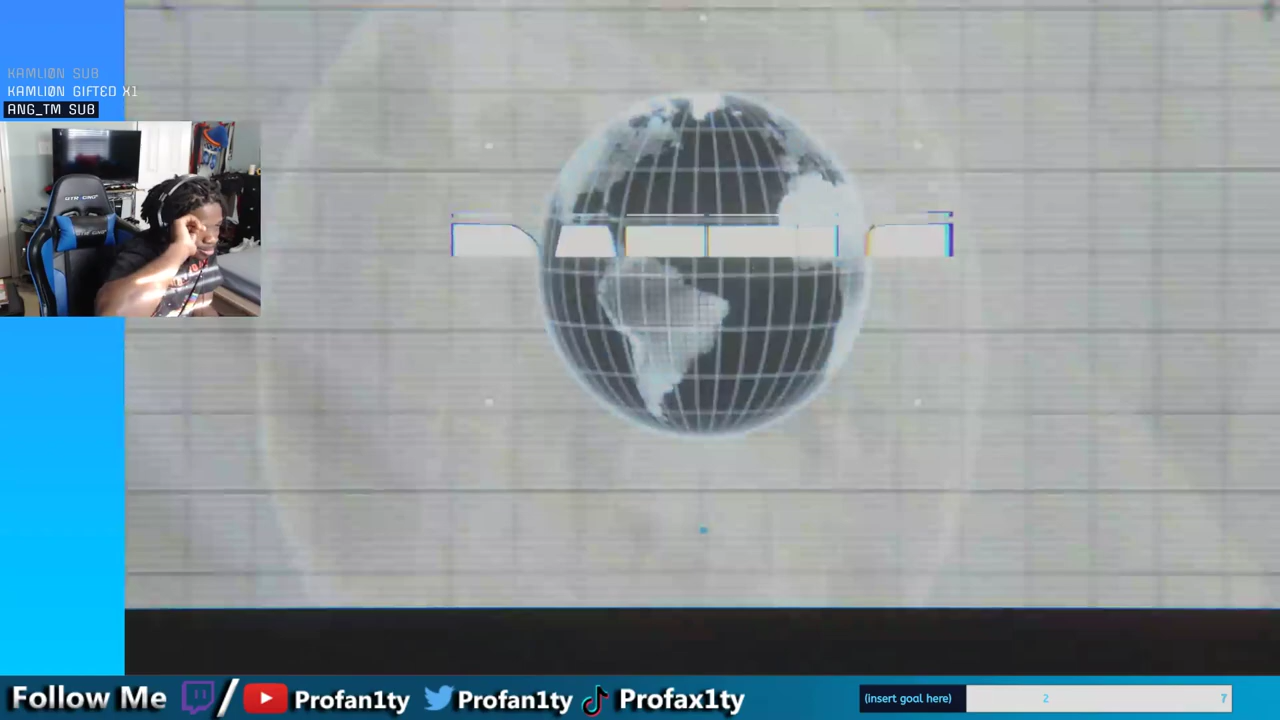 KAMLIØN SUB
KAMLIØN GIFTED X1
ANG_TM SUB
Follow Me / Profan1ty Profan1ty Profax1ty
(insert goal here) 2 7